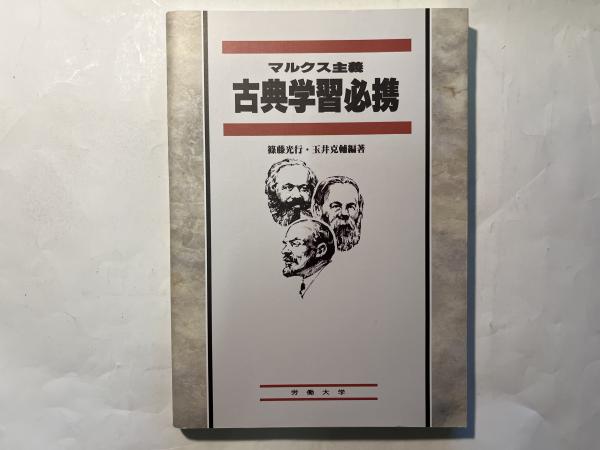 マルクス主義
古典学習必携
篠藤光行・玉井克輔編著
労働大学